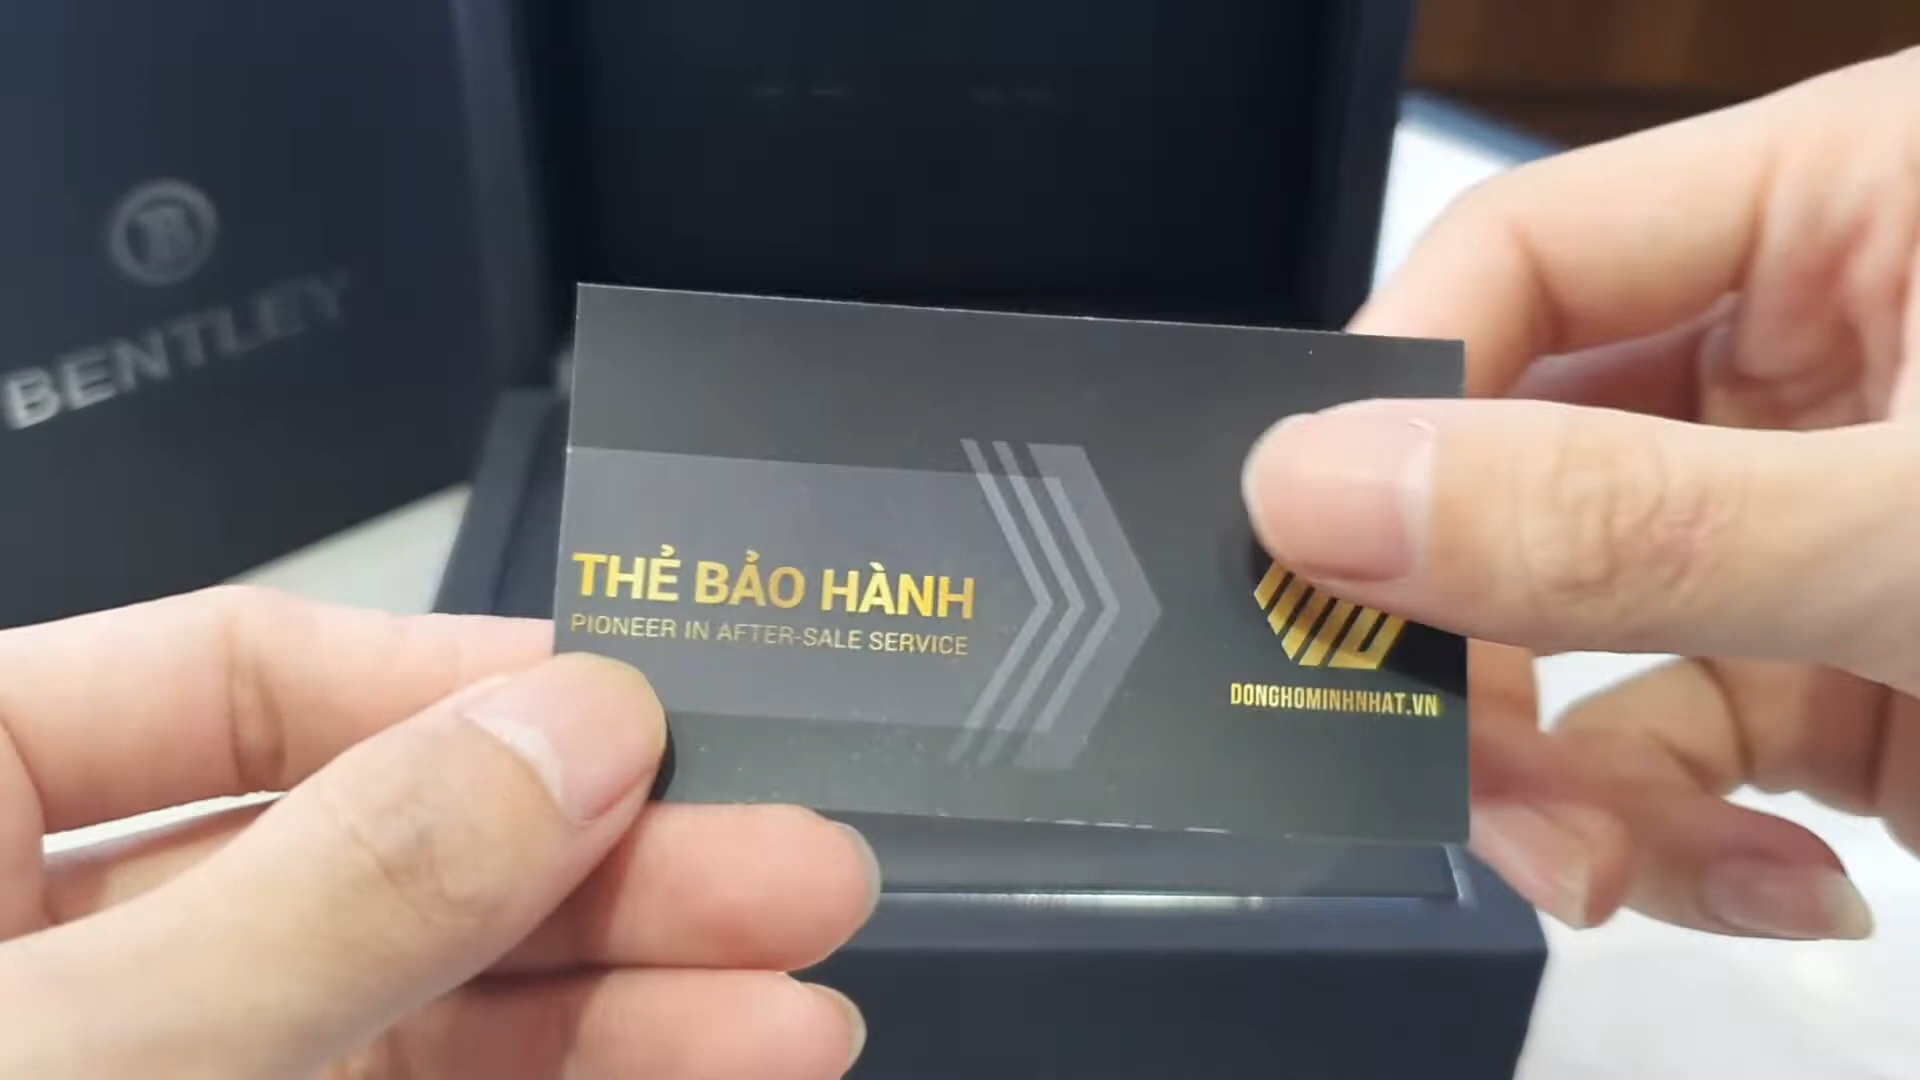 B
BENTLEY
THẺ BẢO HÀNH
PIONEER IN AFTER-SALE SERVICE
DONGHOMINHNHAT.VN